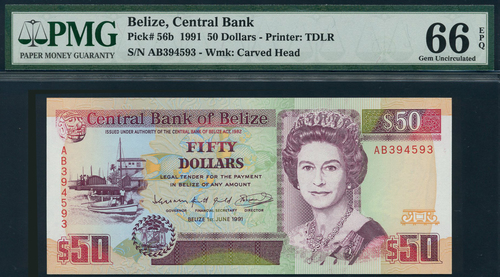 PMG
PAPER MONEY GUARANTY
Belize, Central Bank
Pick# 56b 1991 50 Dollars - Printer: TDLR
S/N AB394593 - Wmk: Carved Head
66 EPQ
Gem Uncirculated
Central Bank of Belize
$50
ISSUED UNDER AUTHORITY OF THE CENTRAL BANK OF BELIZE ACT, 1982
AB394593
FIFTY
DOLLARS
AB394593
LEGAL TENDER FOR THE PAYMENT
IN BELIZE OF ANY AMOUNT
GOVERNOR FINANCIAL SECRETARY DIRECTOR
BELIZE 1st JUNE 1991
$50
$50